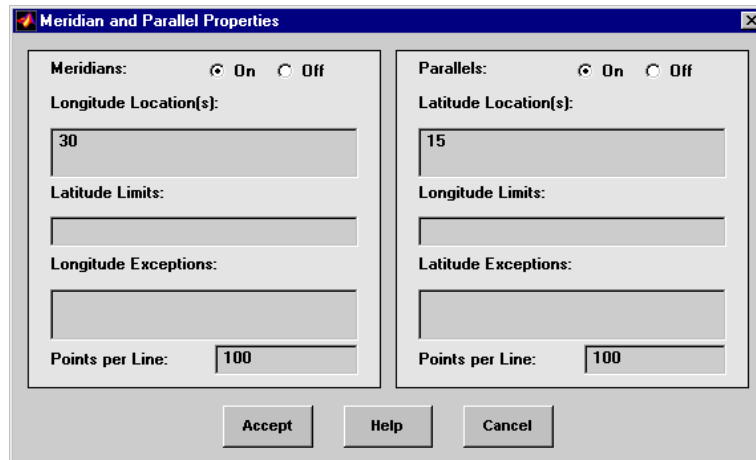 Meridian and Parallel Properties
Meridians: On Off
Longitude Location(s):
30
Latitude Limits:
Longitude Exceptions:
Points per Line: 100
Parallels: On Off
Latitude Location(s):
15
Longitude Limits:
Latitude Exceptions:
Points per Line: 100
Accept Help Cancel